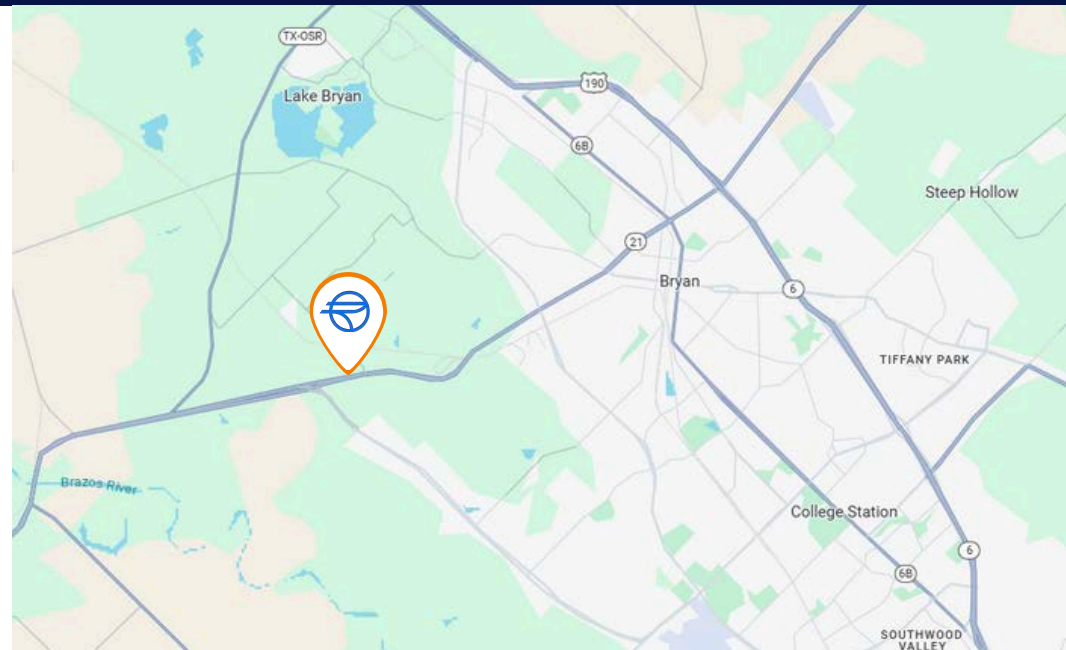 TX-OSR
Lake Bryan
190
6B
Steep Hollow
21
Bryan
6
TIFFANY PARK
Brazos River
College Station
6
6B
SOUTHWOOD
VALLEY